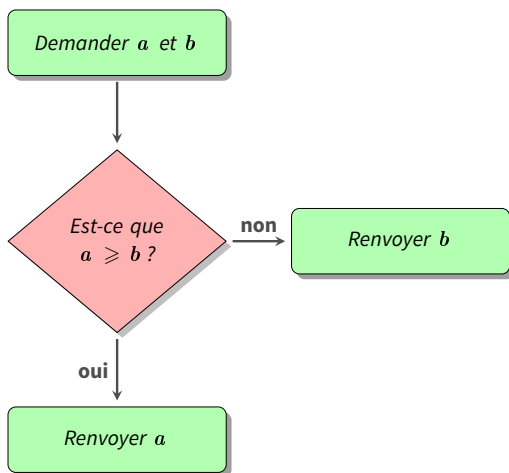 Demander a et b
Est-ce que
a ⩾ b ?
non
Renvoyer b
oui
Renvoyer a